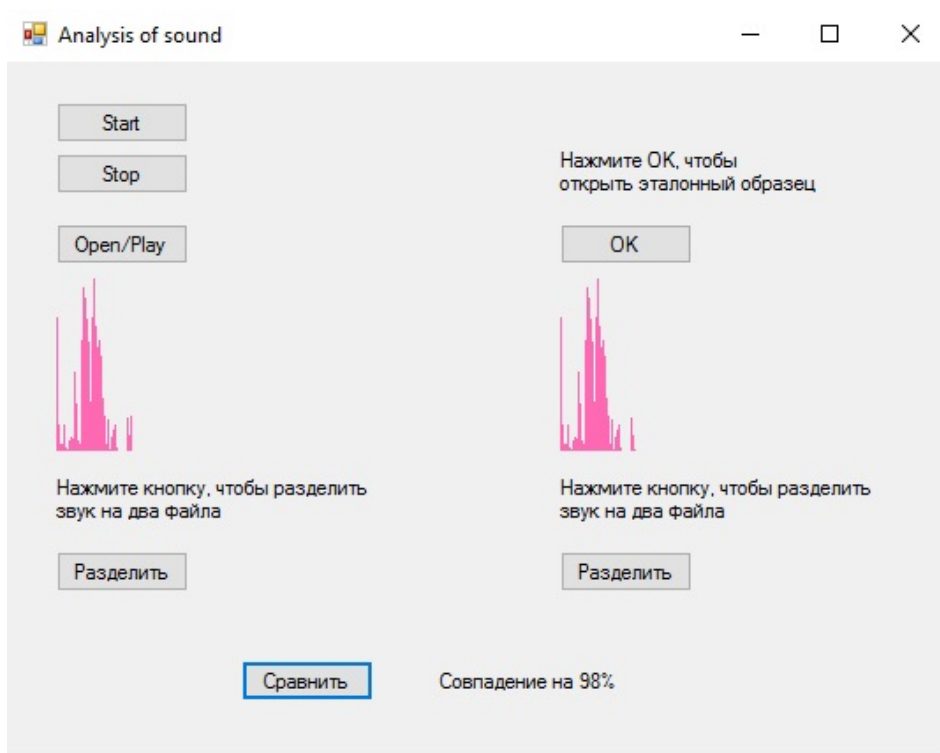 Analysis of sound
Start
Stop
Open/Play
Нажмите кнопку, чтобы разделить
звук на два файла
Разделить
Нажмите OK, чтобы
открыть эталонный образец
OK
Нажмите кнопку, чтобы разделить
звук на два файла
Разделить
Сравнить
Совпадение на 98%